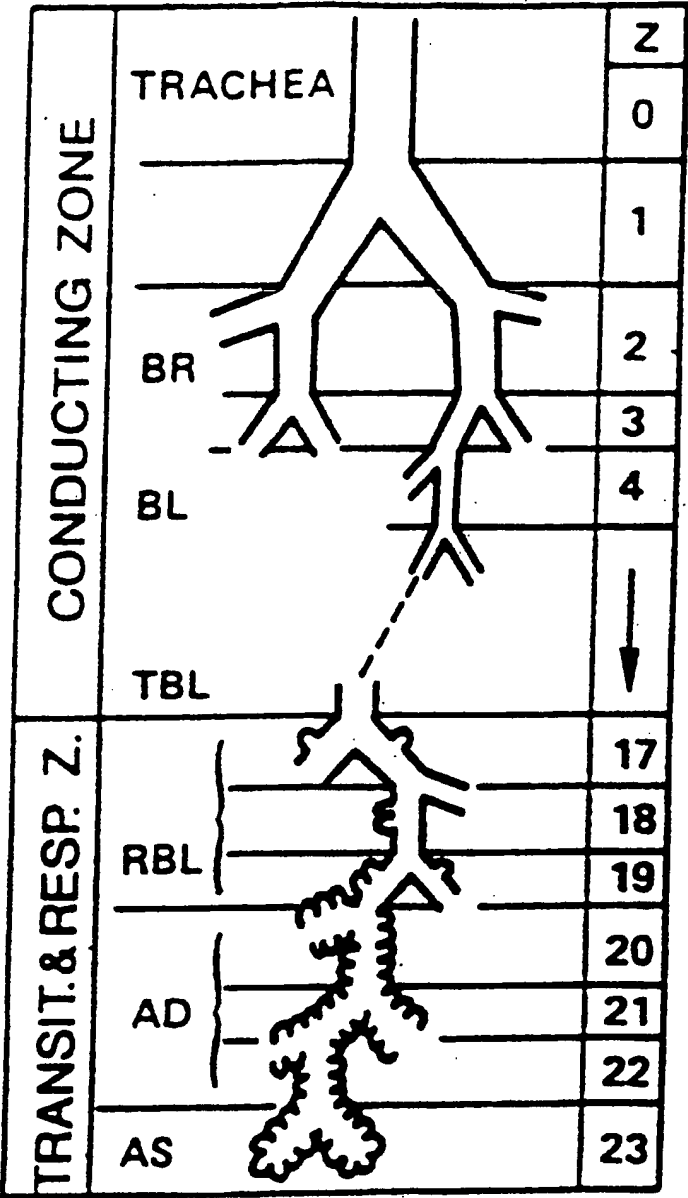 Z
TRACHEA
0
1
BR
2
3
BL
4
TBL
17
18
RBL
19
20
AD
21
22
AS
23
CONDUCTING ZONE
TRANSIT.& RESP. Z.